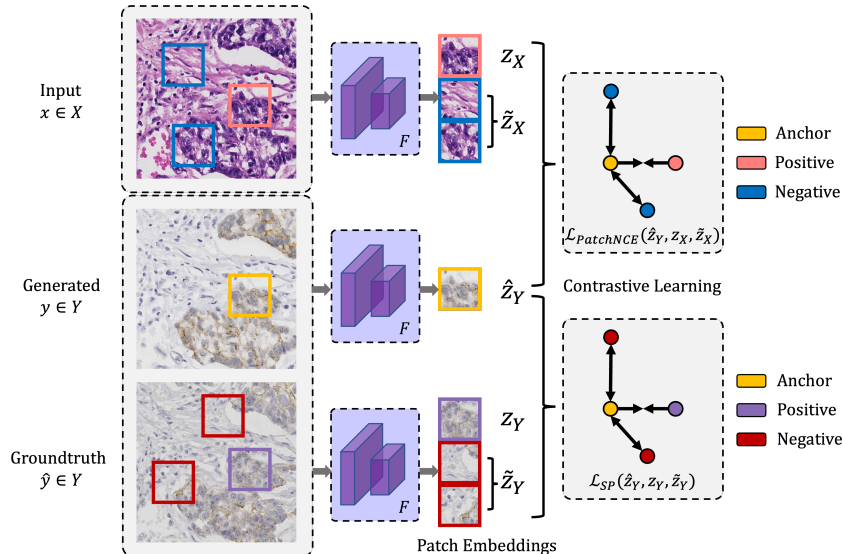 Input
x ∈ X
F
z_X
z̃_X
Anchor
Positive
Negative
ℒ_PatchNCE(ẑ_Y, z_X, z̃_X)
Generated
y ∈ Y
F
ẑ_Y
Contrastive Learning
Groundtruth
ŷ ∈ Y
F
z_Y
z̃_Y
Anchor
Positive
Negative
ℒ_SP(ẑ_Y, z_Y, z̃_Y)
Patch Embeddings